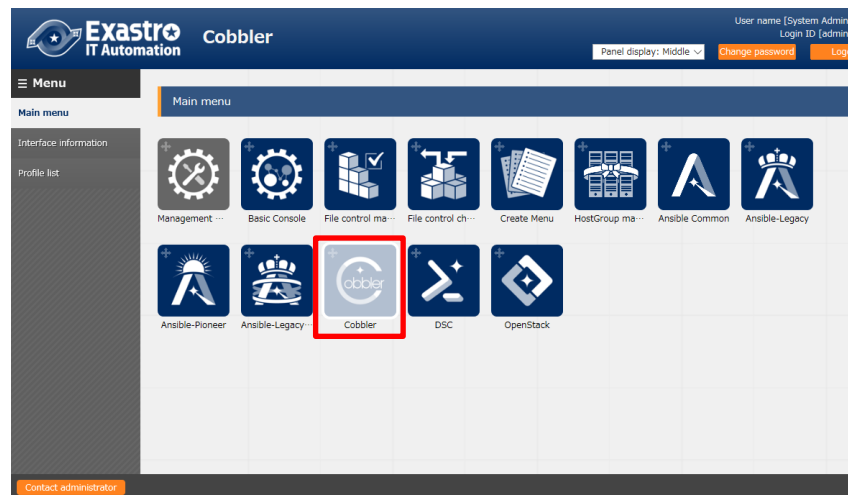 Exastro
IT Automation
Cobbler
User name [System Admin
Login ID [admin
Panel display: Middle
Change password
Log
Menu
Main menu
Interface information
Profile list
Main menu
Management ···
Basic Console
File control ma···
File control ch···
Create Menu
HostGroup ma···
Ansible Common
Ansible-Legacy
Ansible-Pioneer
Ansible-Legacy···
Cobbler
Cobbler
DSC
OpenStack
Contact administrator